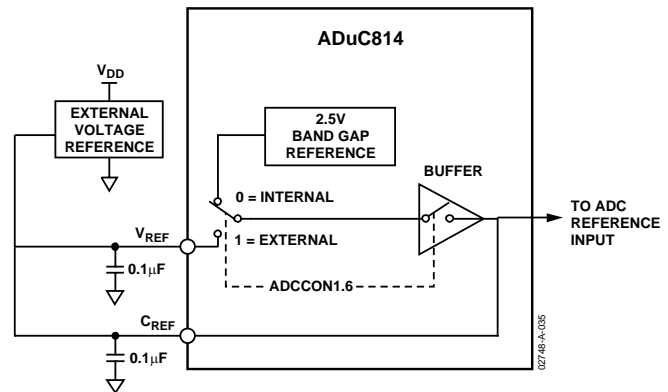 ADuC814
VDD
EXTERNAL
VOLTAGE
REFERENCE
2.5V
BAND GAP
REFERENCE
BUFFER
0 = INTERNAL
TO ADC
REFERENCE
INPUT
VREF
1 = EXTERNAL
0.1μF
ADCCON1.6
CREF
0.1μF
02748-A-035